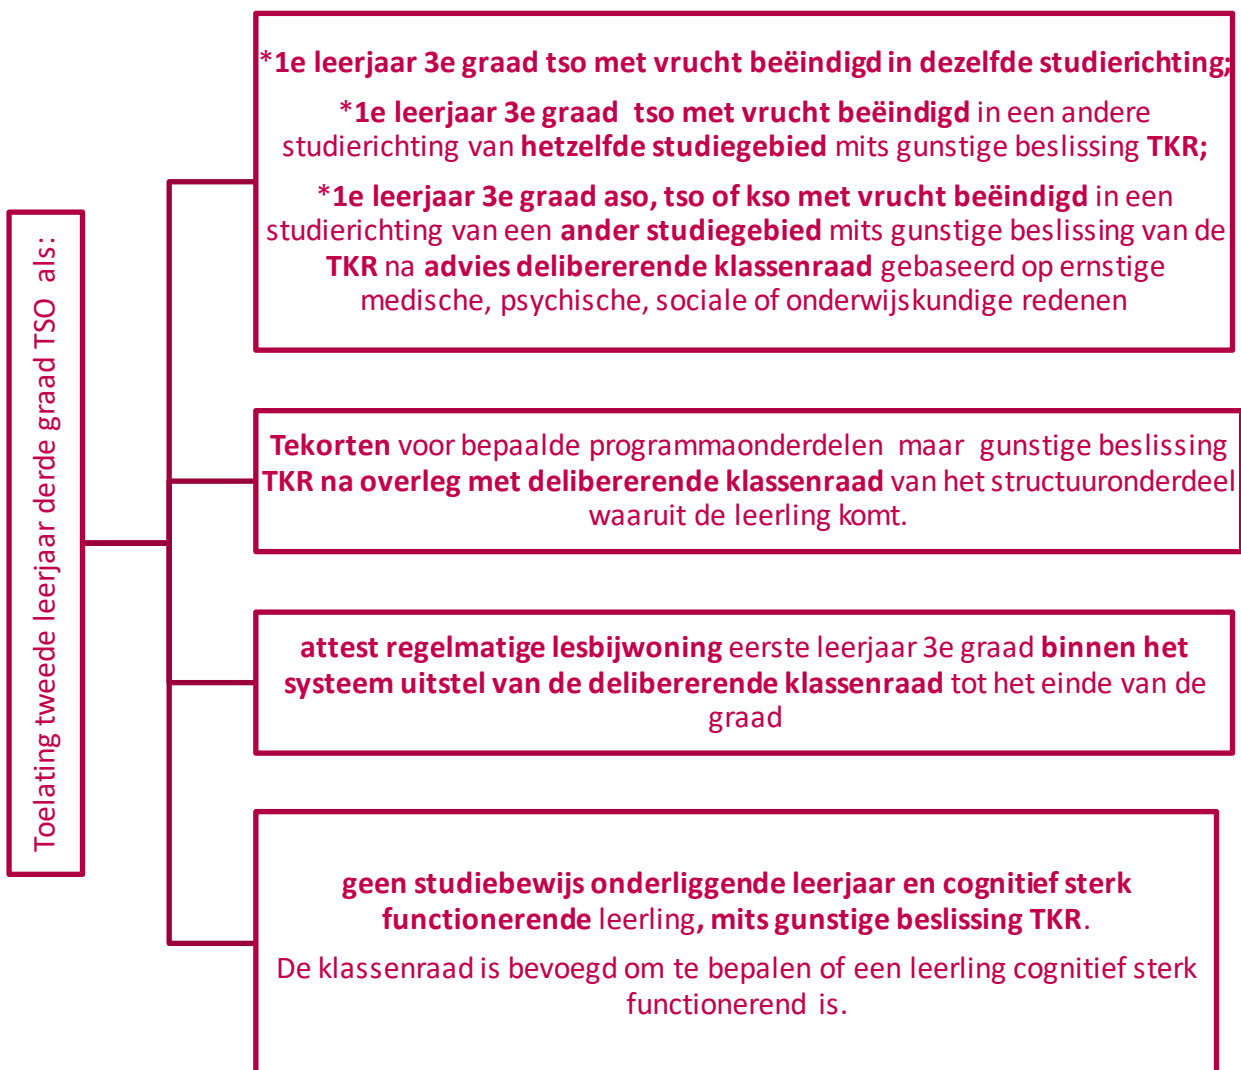 Toelating tweede leerjaar derde graad TSO als:
*1e leerjaar 3e graad tso met vrucht beëindigd in dezelfde studierichting;
*1e leerjaar 3e graad tso met vrucht beëindigd in een andere
studierichting van hetzelfde studiegebied mits gunstige beslissing TKR;
*1e leerjaar 3e graad aso, tso of kso met vrucht beëindigd in een
studierichting van een ander studiegebied mits gunstige beslissing van de
TKR na advies delibererende klassenraad gebaseerd op ernstige
medische, psychische, sociale of onderwijskundige redenen
Tekorten voor bepaalde programmaonderdelen maar gunstige beslissing
TKR na overleg met delibererende klassenraad van het structuuronderdeel
waaruit de leerling komt.
attest regelmatige lesbijwoning eerste leerjaar 3e graad binnen het
systeem uitstel van de delibererende klassenraad tot het einde van de
graad
geen studiebewijs onderliggende leerjaar en cognitief sterk
functionerende leerling, mits gunstige beslissing TKR.
De klassenraad is bevoegd om te bepalen of een leerling cognitief sterk
functionerend is.